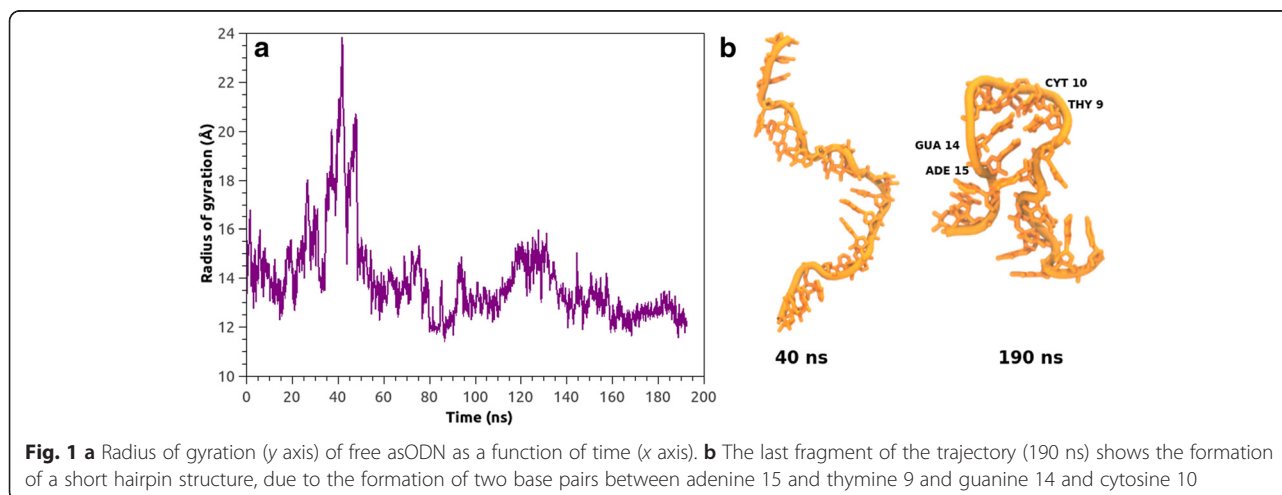 a
24
22
20
18
16
14
12
10
Radius of gyration (Å)
0 20 40 60 80 100 120 140 160 180 200
Time (ns)
b
CYT 10
THY 9
GUA 14
ADE 15
40 ns
190 ns
Fig. 1 a Radius of gyration (y axis) of free asODN as a function of time (x axis). b The last fragment of the trajectory (190 ns) shows the formation
of a short hairpin structure, due to the formation of two base pairs between adenine 15 and thymine 9 and guanine 14 and cytosine 10